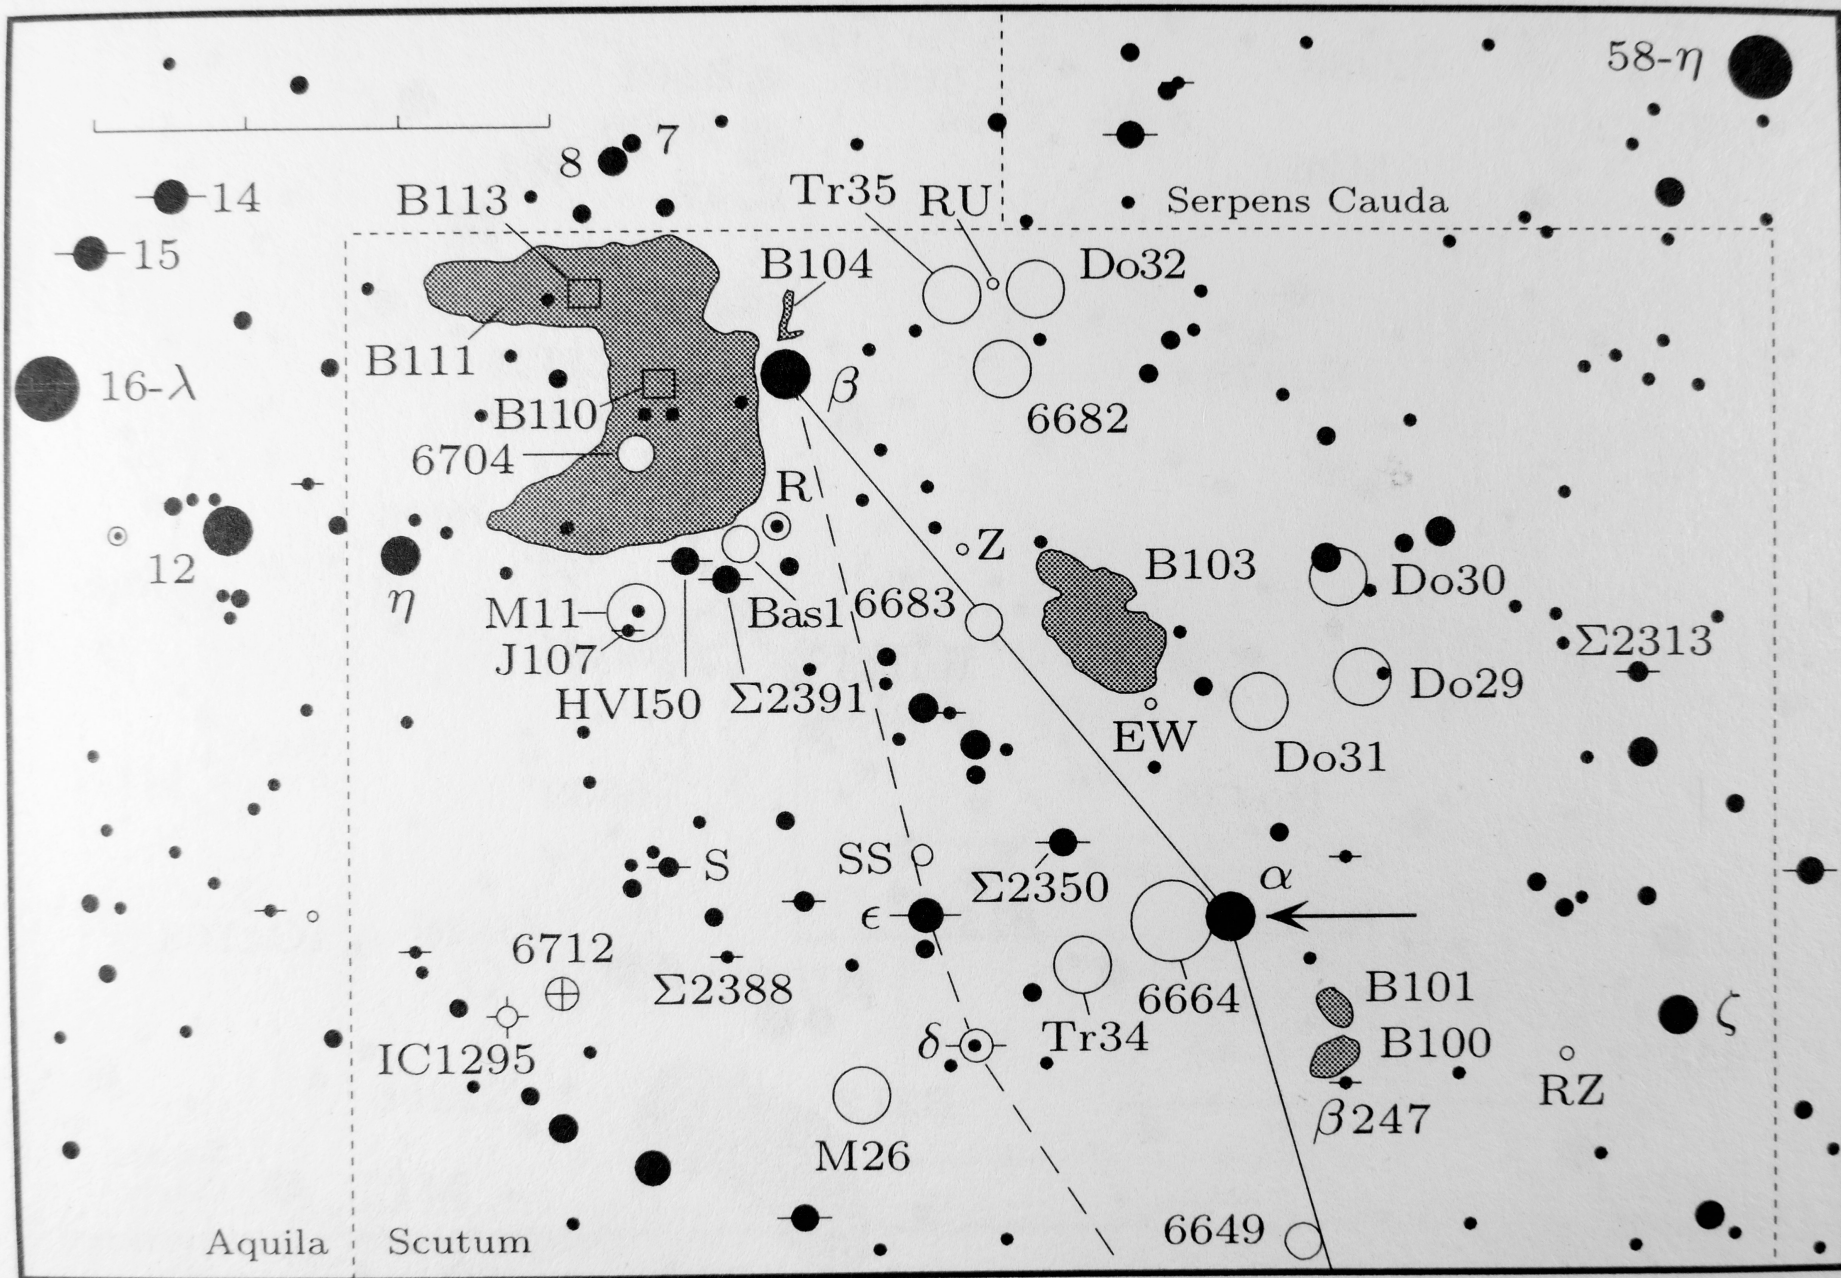 58-η
7
8
14
B113
Tr35
RU
Serpens Cauda
15
B104
Do32
B111
16-λ
β
B110
6682
6704
R
Z
B103
12
Do30
η
M11
Bas1
6683
Σ2313
J107
Do29
HVI50
Σ2391
EW
Do31
S
SS
Σ2350
α
ϵ
6712
Σ2388
6664
B101
ζ
δ
Tr34
B100
IC1295
RZ
β247
M26
6649
Aquila
Scutum